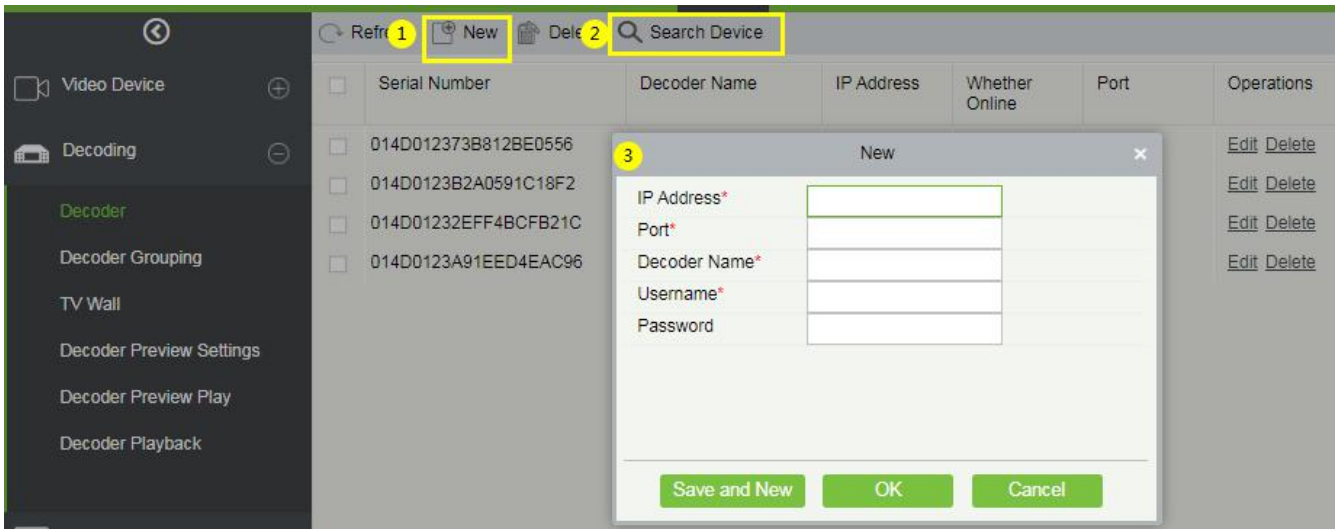 Refre 1 New Dele 2 Search Device
Video Device
Serial Number Decoder Name IP Address Whether Online Port Operations
Decoding
014D012373B812BE0556 Edit Delete
014D0123B2A0591C18F2 Edit Delete
014D01232EFF4BCFB21C Edit Delete
014D0123A91EED4EAC96 Edit Delete
Decoder
Decoder Grouping
TV Wall
Decoder Preview Settings
Decoder Preview Play
Decoder Playback
3 New ×
IP Address*
Port*
Decoder Name*
Username*
Password
Save and New OK Cancel